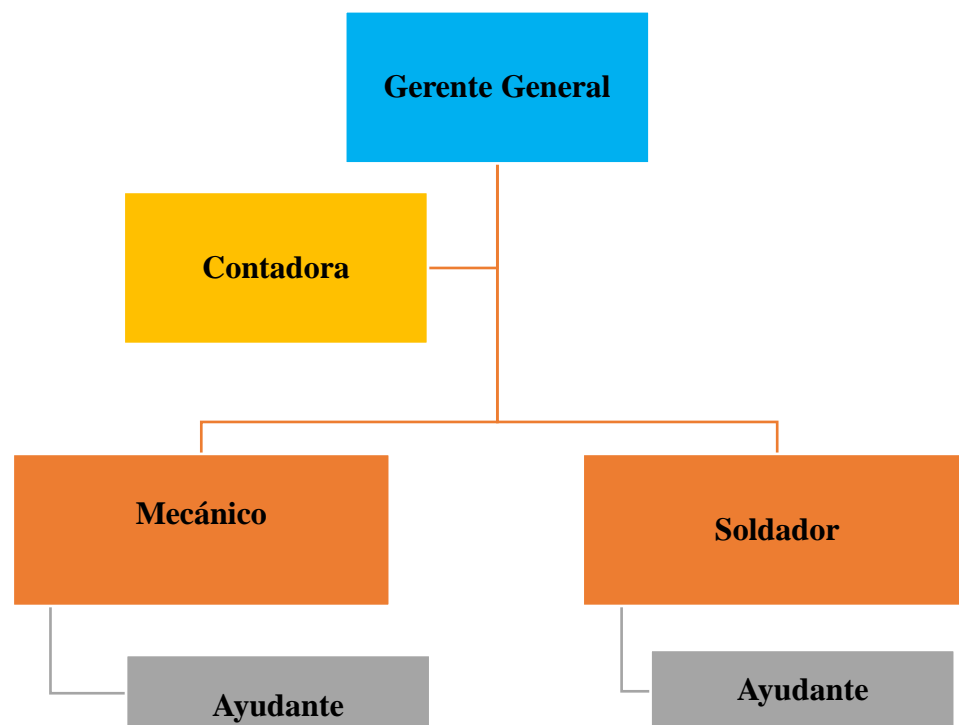 Gerente General
Contadora
Mecánico
Soldador
Ayudante
Ayudante